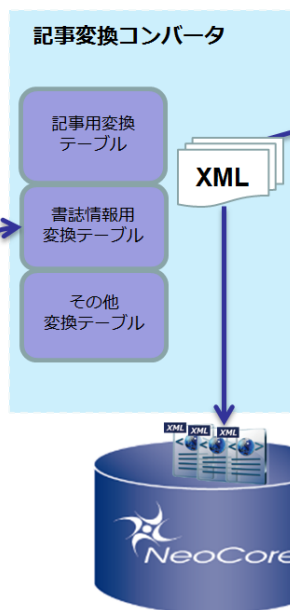 記事変換コンバータ
記事用変換
テーブル
XML
書誌情報用
変換テーブル
その他
変換テーブル
XML XML XML
NeoCore